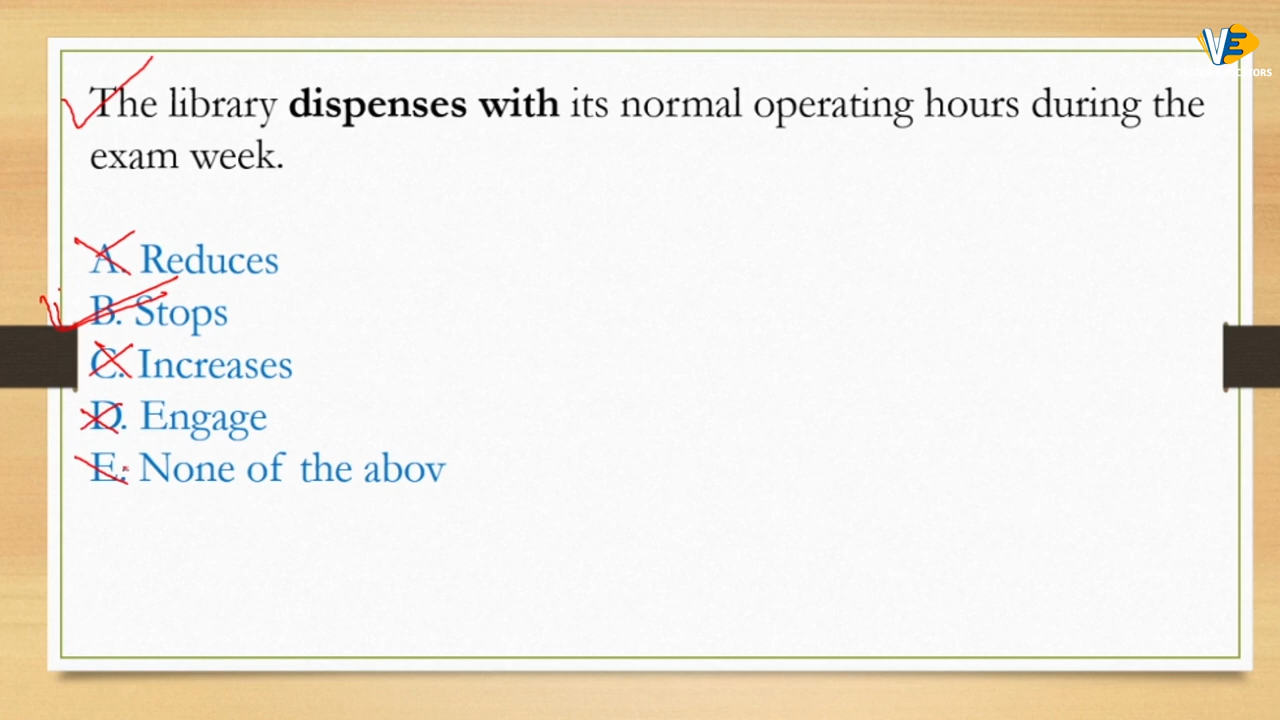 VE
The library dispenses with its normal operating hours during the
exam week.
A. Reduces
B. Stops
C. Increases
D. Engage
E. None of the abov